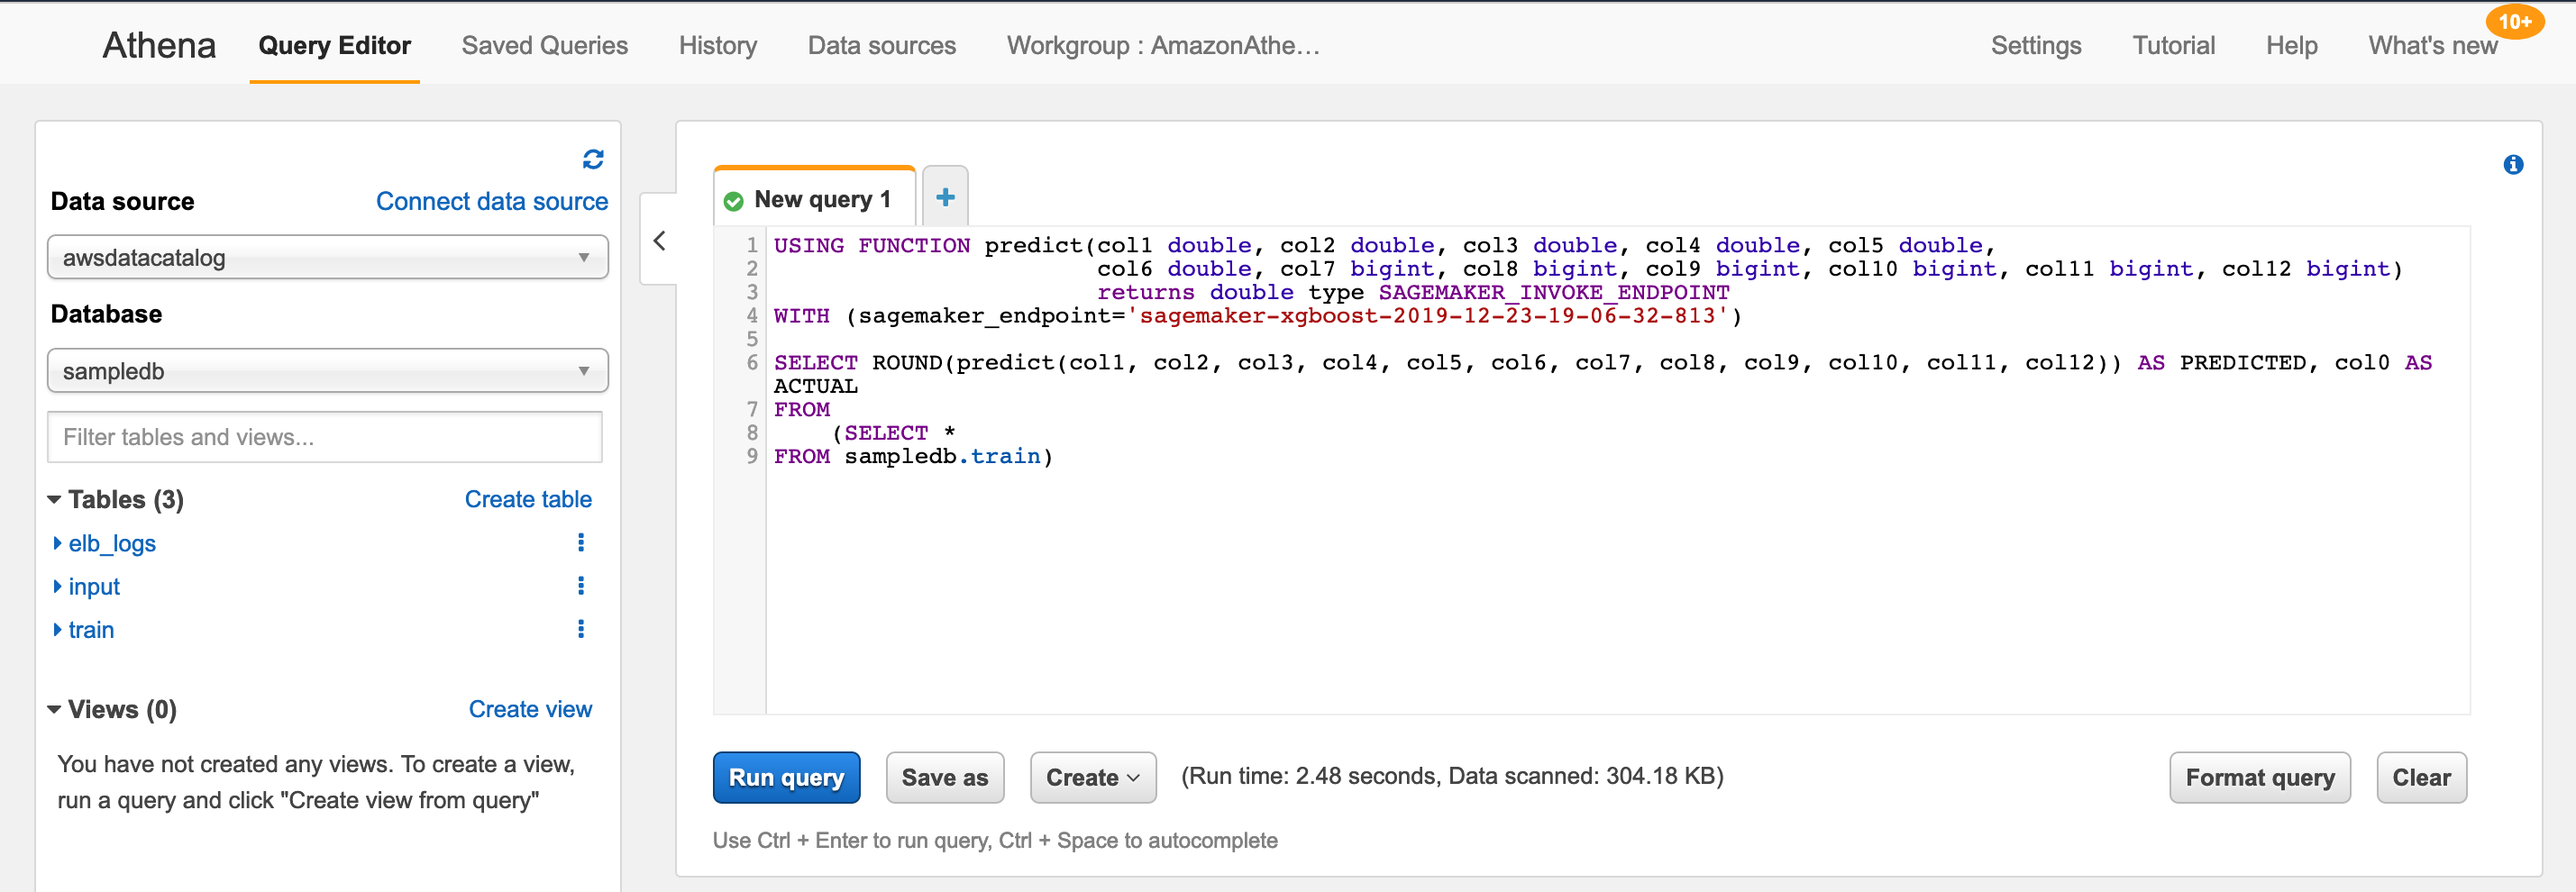 Athena Query Editor Saved Queries History Data sources Workgroup : AmazonAthe... Settings Tutorial Help What's new 10+
Data source Connect data source
awsdatacatalog
Database
sampledb
Filter tables and views...
Tables (3) Create table
elb_logs
input
train
Views (0) Create view
You have not created any views. To create a view,
run a query and click "Create view from query"
New query 1 +
1 USING FUNCTION predict(col1 double, col2 double, col3 double, col4 double, col5 double,
2 col6 double, col7 bigint, col8 bigint, col9 bigint, col10 bigint, col11 bigint, col12 bigint)
3 returns double type SAGEMAKER_INVOKE_ENDPOINT
4 WITH (sagemaker_endpoint='sagemaker-xgboost-2019-12-23-19-06-32-813')
5
6 SELECT ROUND(predict(col1, col2, col3, col4, col5, col6, col7, col8, col9, col10, col11, col12)) AS PREDICTED, col0 AS
ACTUAL
7 FROM
8 (SELECT *
9 FROM sampledb.train)
Run query Save as Create (Run time: 2.48 seconds, Data scanned: 304.18 KB) Format query Clear
Use Ctrl + Enter to run query, Ctrl + Space to autocomplete